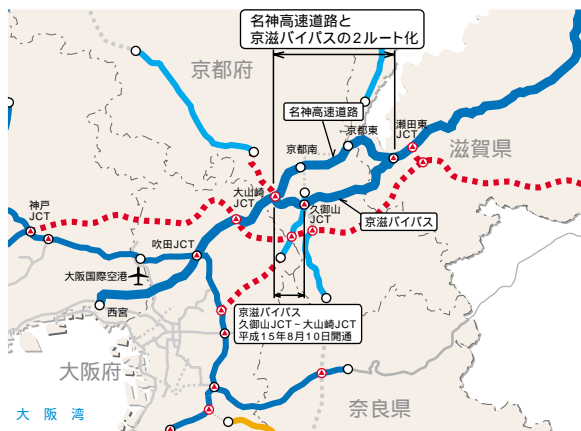 名神高速道路と
京滋バイパスの2ルート化
京都府
名神高速道路
瀬田東
JCT
京都東
京都南
滋賀県
大山崎
JCT
久御山
JCT
京滋バイパス
神戸
JCT
吹田JCT
大阪国際空港
西宮
京滋バイパス
久御山JCT~大山崎JCT
平成15年8月10日開通
大阪府
大阪湾
奈良県